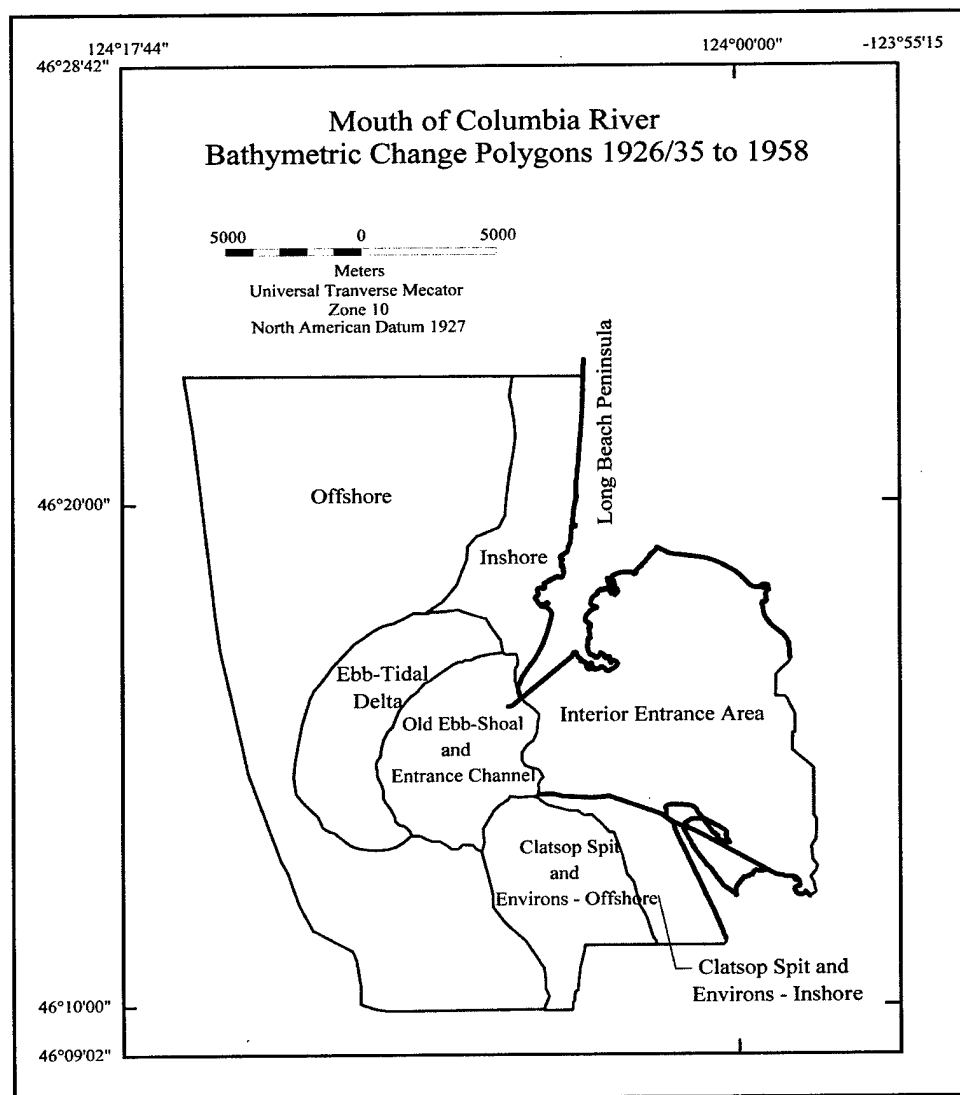 124°17'44" 124°00'00" -123°55'15
46°28'42"
Mouth of Columbia River
Bathymetric Change Polygons 1926/35 to 1958
5000 0 5000
Meters
Universal Tranverse Mecator
Zone 10
North American Datum 1927
Long Beach Peninsula
Offshore
46°20'00"
Inshore
Ebb-Tidal
Delta
Old Ebb-Shoal
and
Entrance Channel
Interior Entrance Area
Clatsop Spit
and
Environs - Offshore
Clatsop Spit and
Environs - Inshore
46°10'00"
46°09'02"